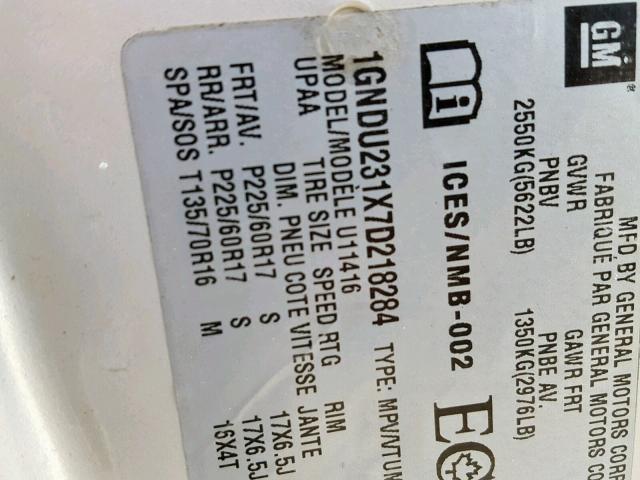 GM
MFD BY GENERAL MOTORS CORP
FABRIQUÉ PAR GENERAL MOTORS CO
GVWR GAWR FRT
PNBV PNBE AV.
2550KG(5622LB) 1350KG(2976LB)
i ICES/NMB-002
1GNDU231X7D218284 TYPE: MPV/VTUM
MODEL/MODÈLE U11416
UPAA TIRE SIZE SPEED RTG RIM
DIM. PNEU COTE VITESSE JANTE
FRT/AV. P225/60R17 S 17X6.5J
RR/ARR. P225/60R17 S 17X6.5J
SPA/SOS T135/70R16 M 16X4T